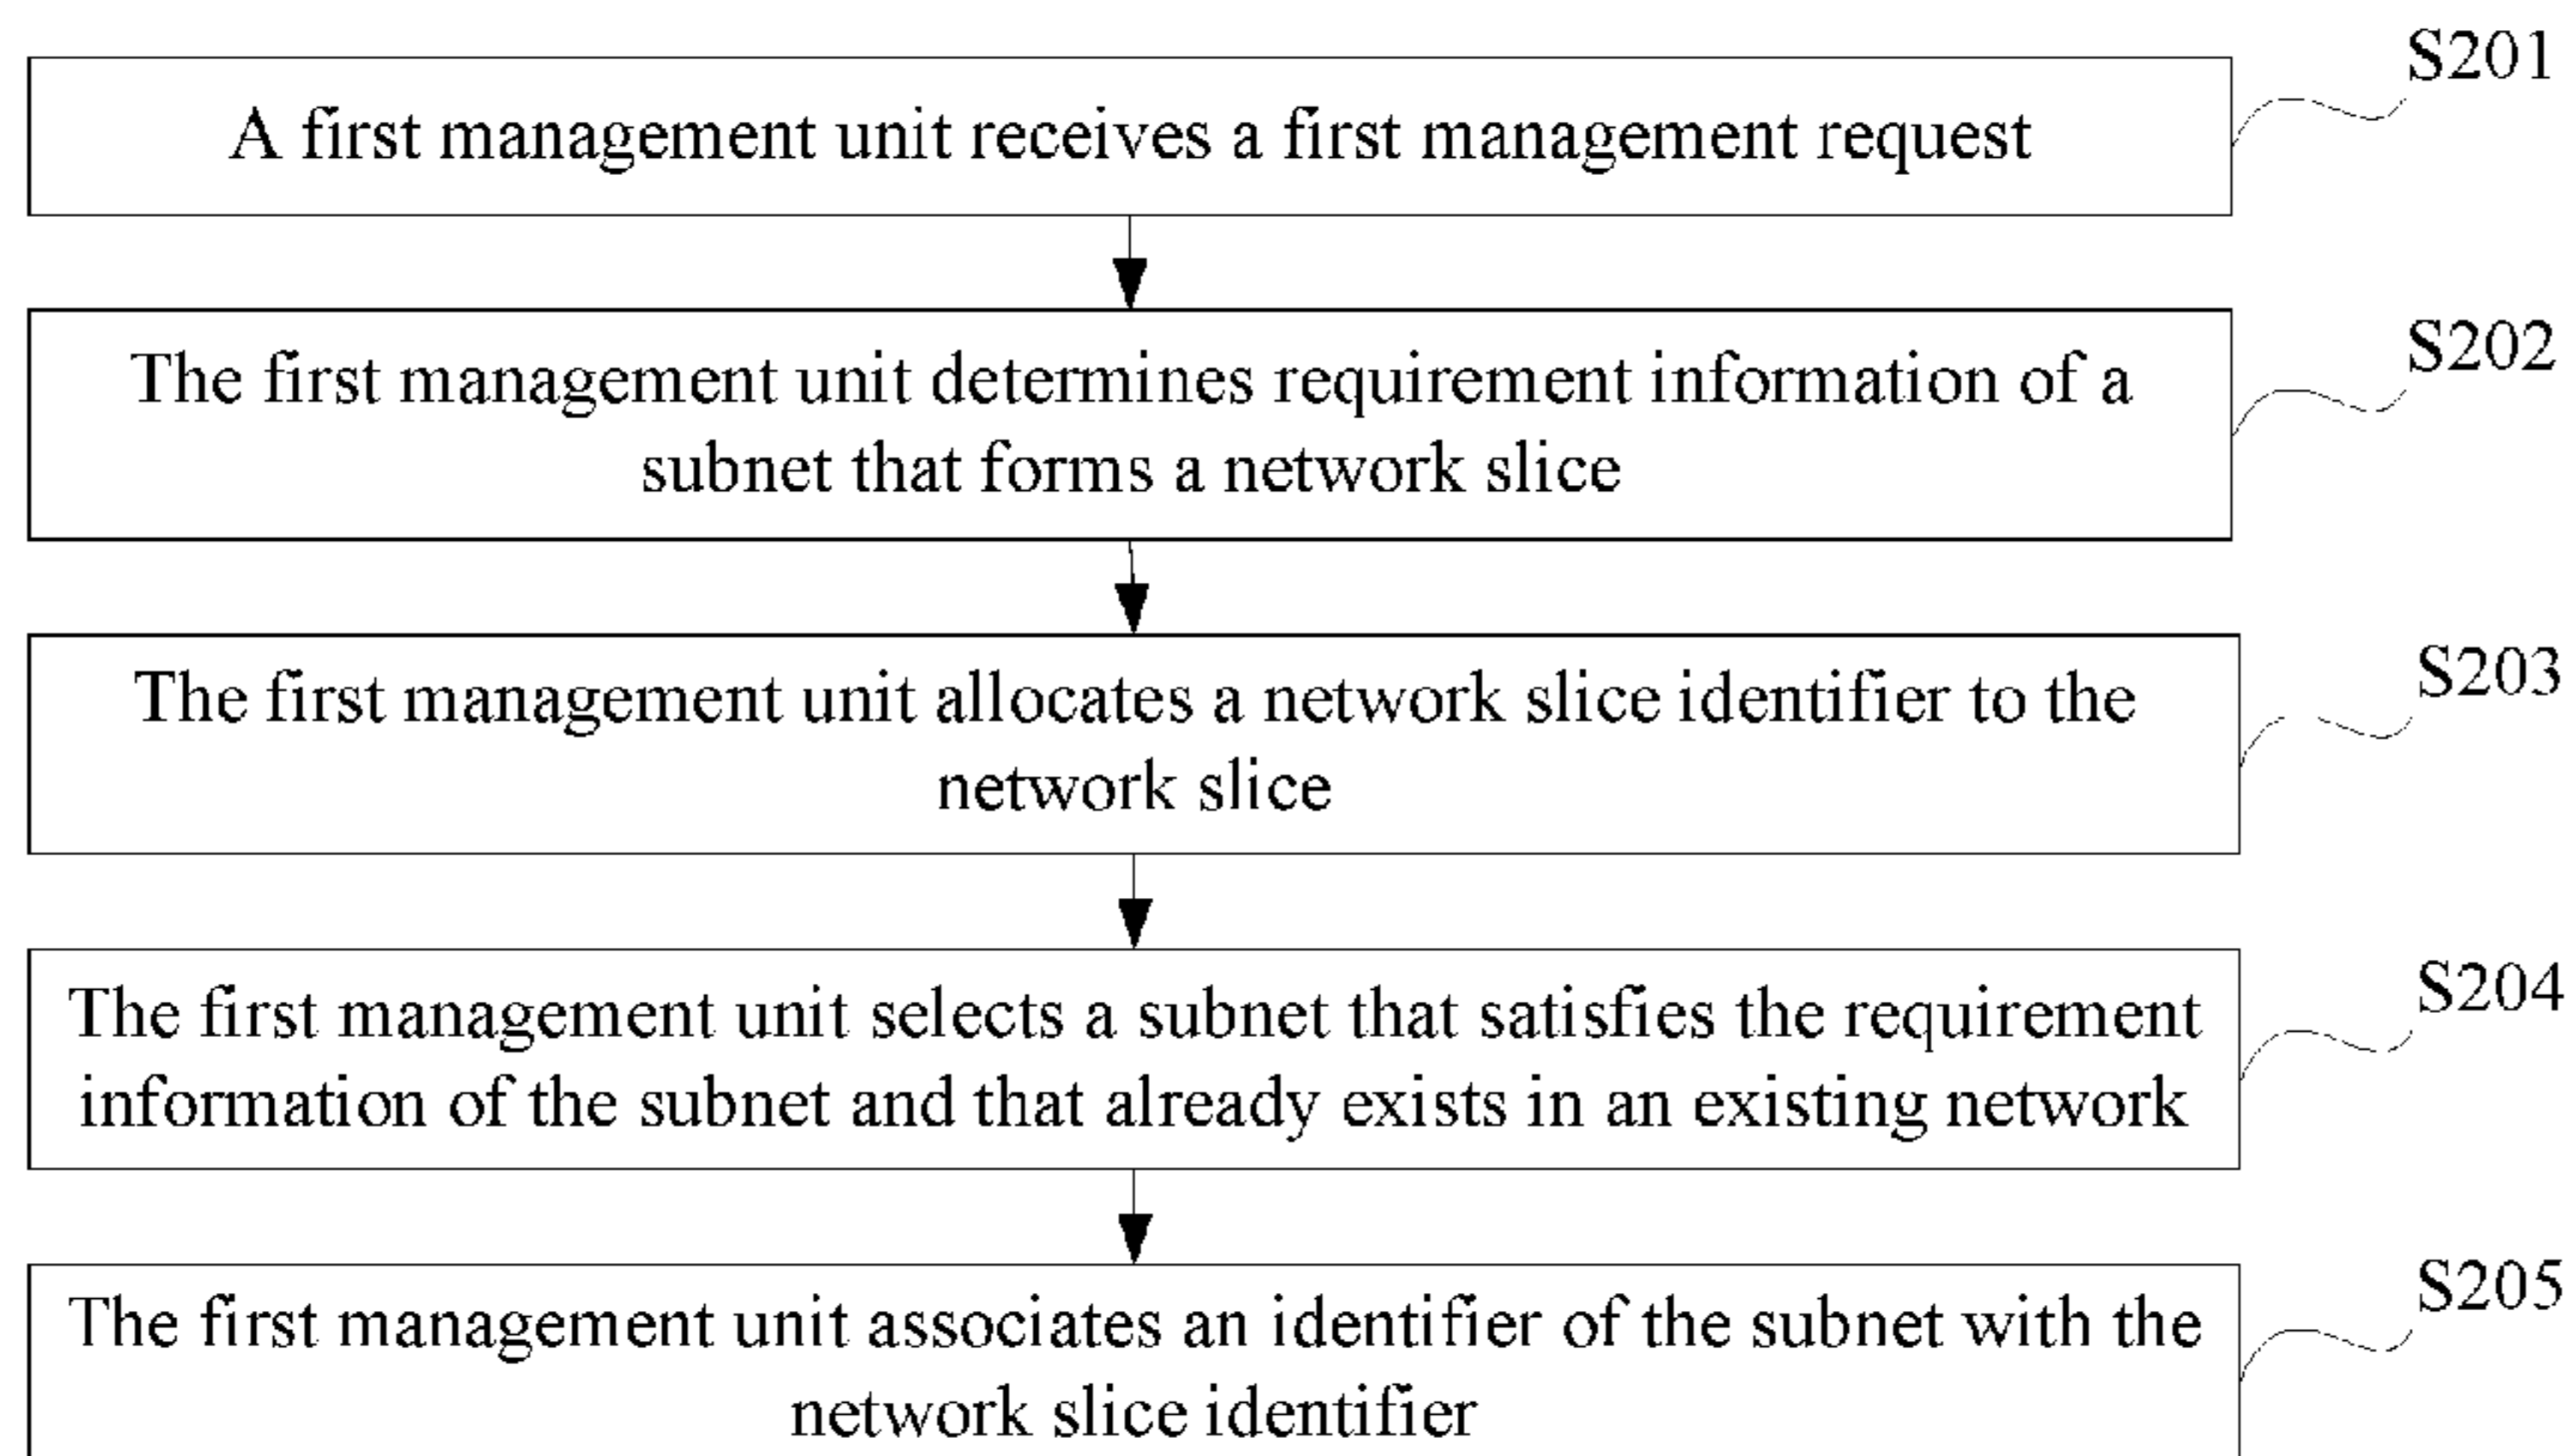 S201
A first management unit receives a first management request
S202
The first management unit determines requirement information of a
subnet that forms a network slice
S203
The first management unit allocates a network slice identifier to the
network slice
S204
The first management unit selects a subnet that satisfies the requirement
information of the subnet and that already exists in an existing network
S205
The first management unit associates an identifier of the subnet with the
network slice identifier